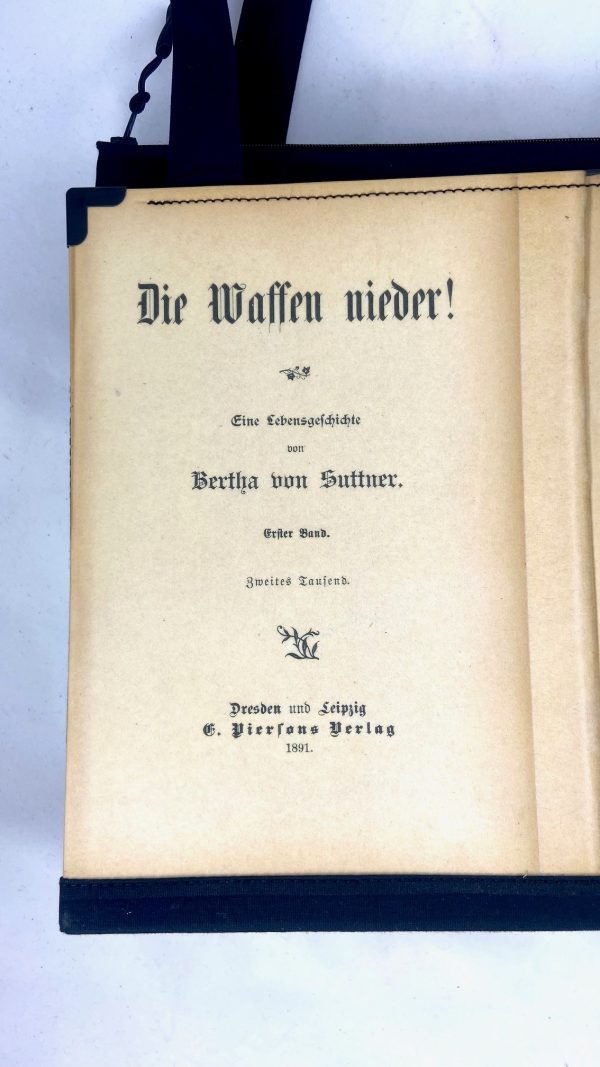 Die Waffen nieder!
Eine Lebensgeschichte
von
Bertha von Suttner.
Erster Band.
Zweites Tausend.
Dresden und Leipzig
E. Piersons Verlag
1891.